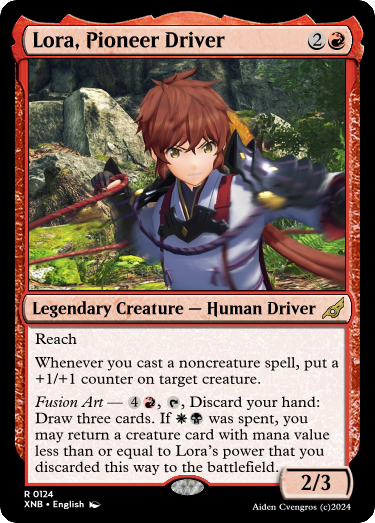 Lora, Pioneer Driver 2
Legendary Creature — Human Driver
Reach
Whenever you cast a noncreature spell, put a
+1/+1 counter on target creature.
Fusion Art — 4, , Discard your hand:
Draw three cards. If was spent, you
may return a creature card with mana value
less than or equal to Lora's power that you
discarded this way to the battlefield.
2/3
R 0124
XNB • English
Aiden Cvengros (c)2024